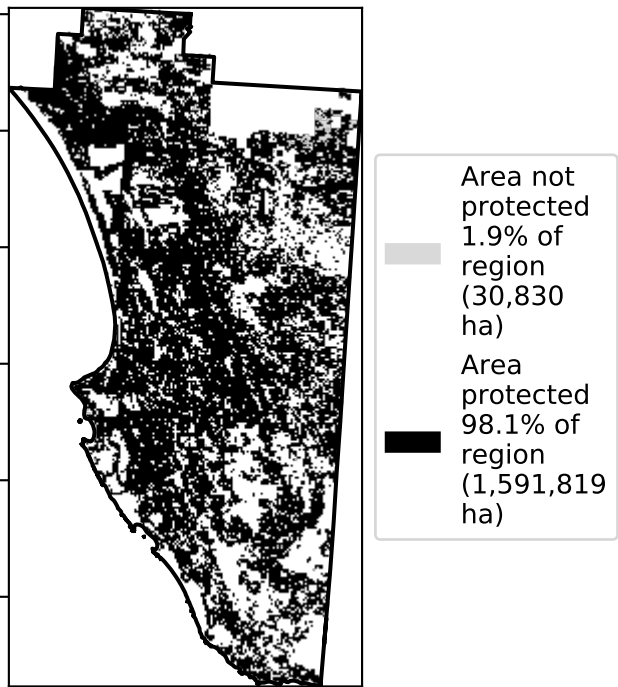 Area not
protected
1.9% of
region
(30,830
ha)
Area
protected
98.1% of
region
(1,591,819
ha)